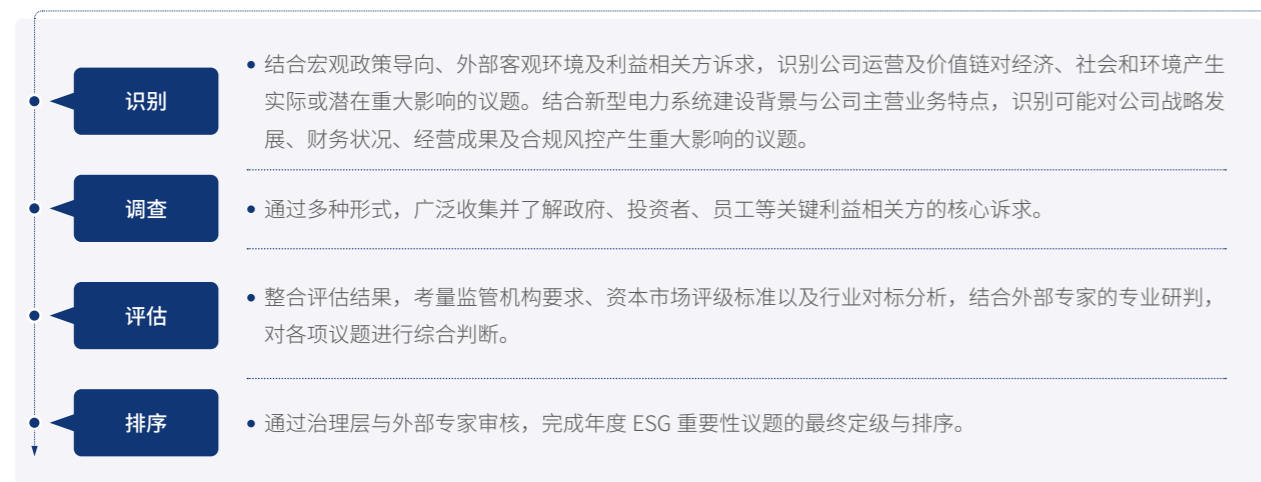 识别
• 结合宏观政策导向、外部客观环境及利益相关方诉求，识别公司运营及价值链对经济、社会和环境产生
实际或潜在重大影响的议题。结合新型电力系统建设背景与公司主营业务特点，识别可能对公司战略发
展、财务状况、经营成果及合规风控产生重大影响的议题。
调查
• 通过多种形式，广泛收集并了解政府、投资者、员工等关键利益相关方的核心诉求。
评估
• 整合评估结果，考量监管机构要求、资本市场评级标准以及行业对标分析，结合外部专家的专业研判，
对各项议题进行综合判断。
排序
• 通过治理层与外部专家审核，完成年度 ESG 重要性议题的最终定级与排序。